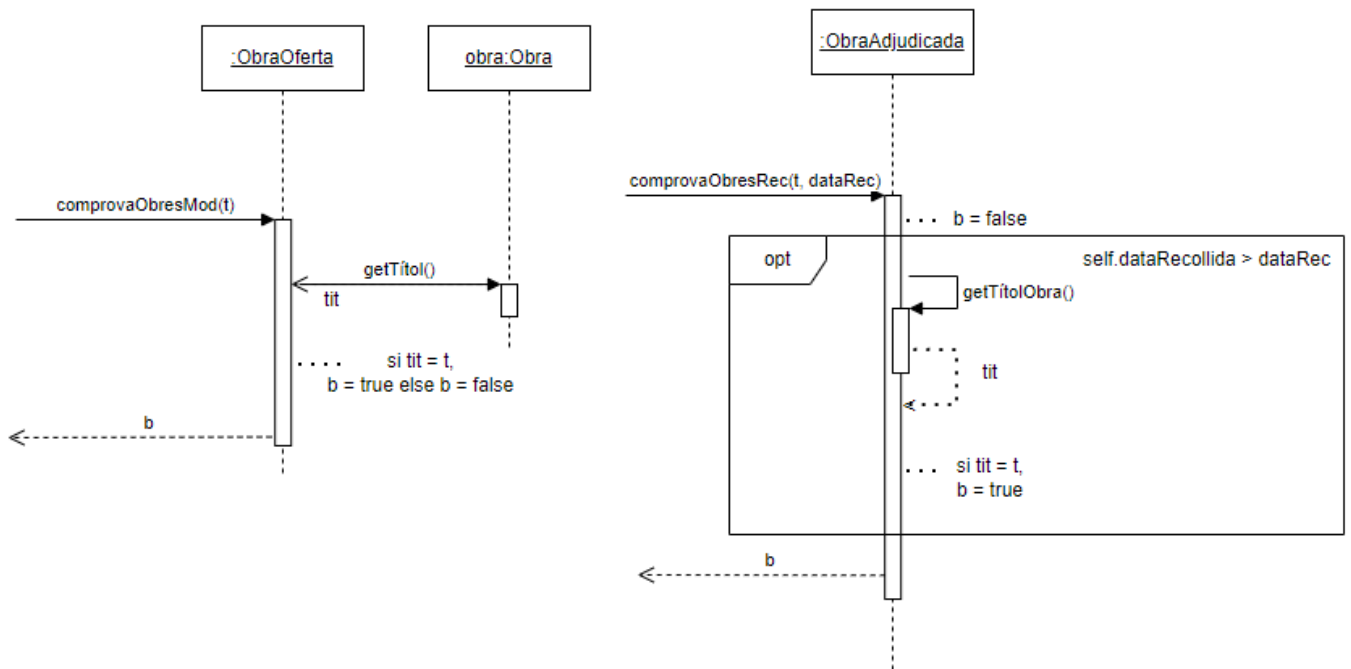 :ObraOferta
obra:Obra
comprovaObresMod(t)
getTítol()
tit
si tit = t,
b = true else b = false
b
:ObraAdjudicada
comprovaObresRec(t, dataRec)
b = false
opt
self.dataRecollida > dataRec
getTítolObra()
tit
si tit = t,
b = true
b